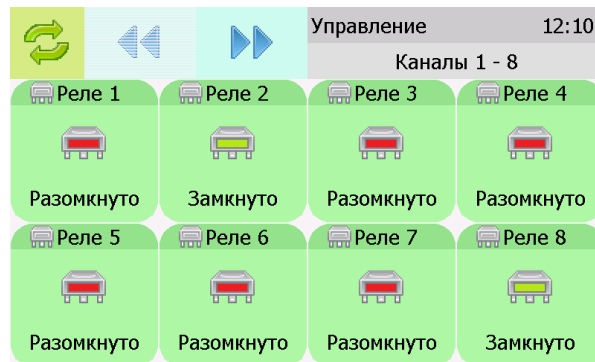 Управление 12:10
Каналы 1 - 8
Реле 1 Реле 2 Реле 3 Реле 4
Разомкнуто Замкнуто Разомкнуто Разомкнуто
Реле 5 Реле 6 Реле 7 Реле 8
Разомкнуто Разомкнуто Разомкнуто Замкнуто